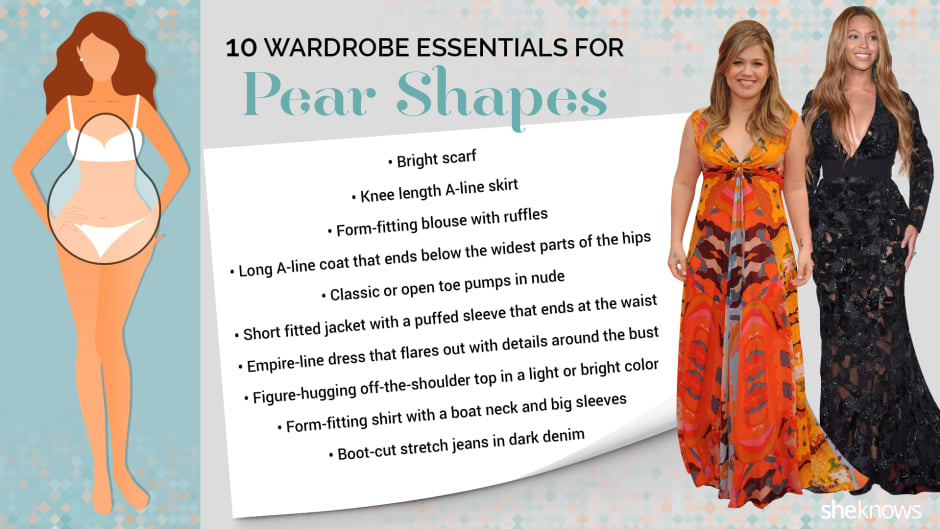 10 WARDROBE ESSENTIALS FOR
Pear Shapes
• Bright scarf
• Knee length A-line skirt
• Form-fitting blouse with ruffles
• Long A-line coat that ends below the widest parts of the hips
• Classic or open toe pumps in nude
• Short fitted jacket with a puffed sleeve that ends at the waist
• Empire-line dress that flares out with details around the bust
• Figure-hugging off-the-shoulder top in a light or bright color
• Form-fitting shirt with a boat neck and big sleeves
• Boot-cut stretch jeans in dark denim
sheknows